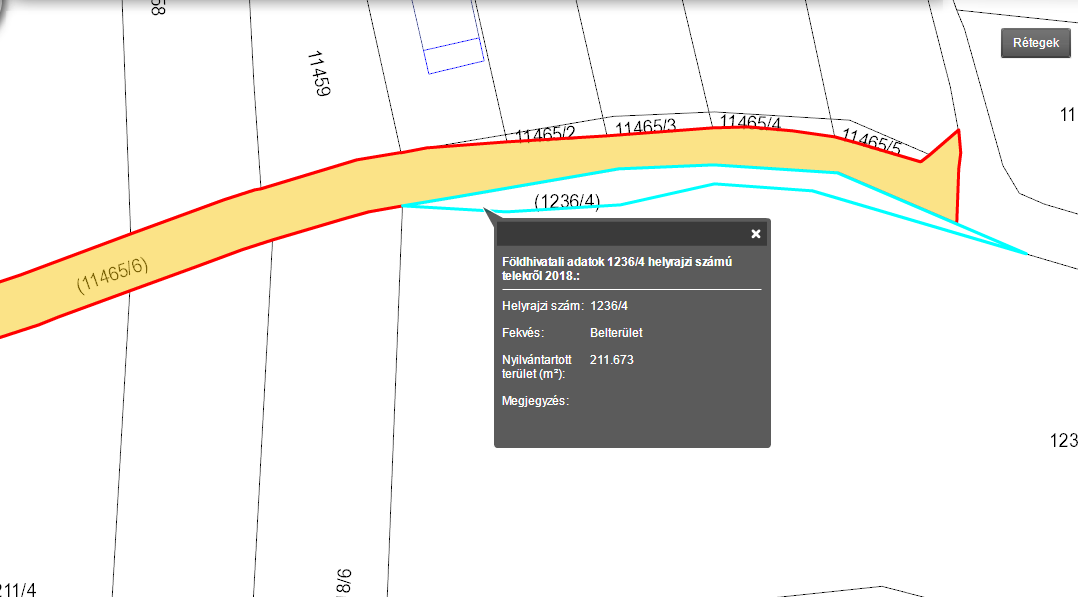 58
Rétegek
11459
11
11465/2
11465/3
11465/4
11465/5
(1236/4)
(11465/6)
Földhivatali adatok 1236/4 helyrajzi számú
telekről 2018.:
Helyrajzi szám: 1236/4
Fekvés: Belterület
Nyilvántartott 211.673
terület (m²):
Megjegyzés:
123
211/4
18/6